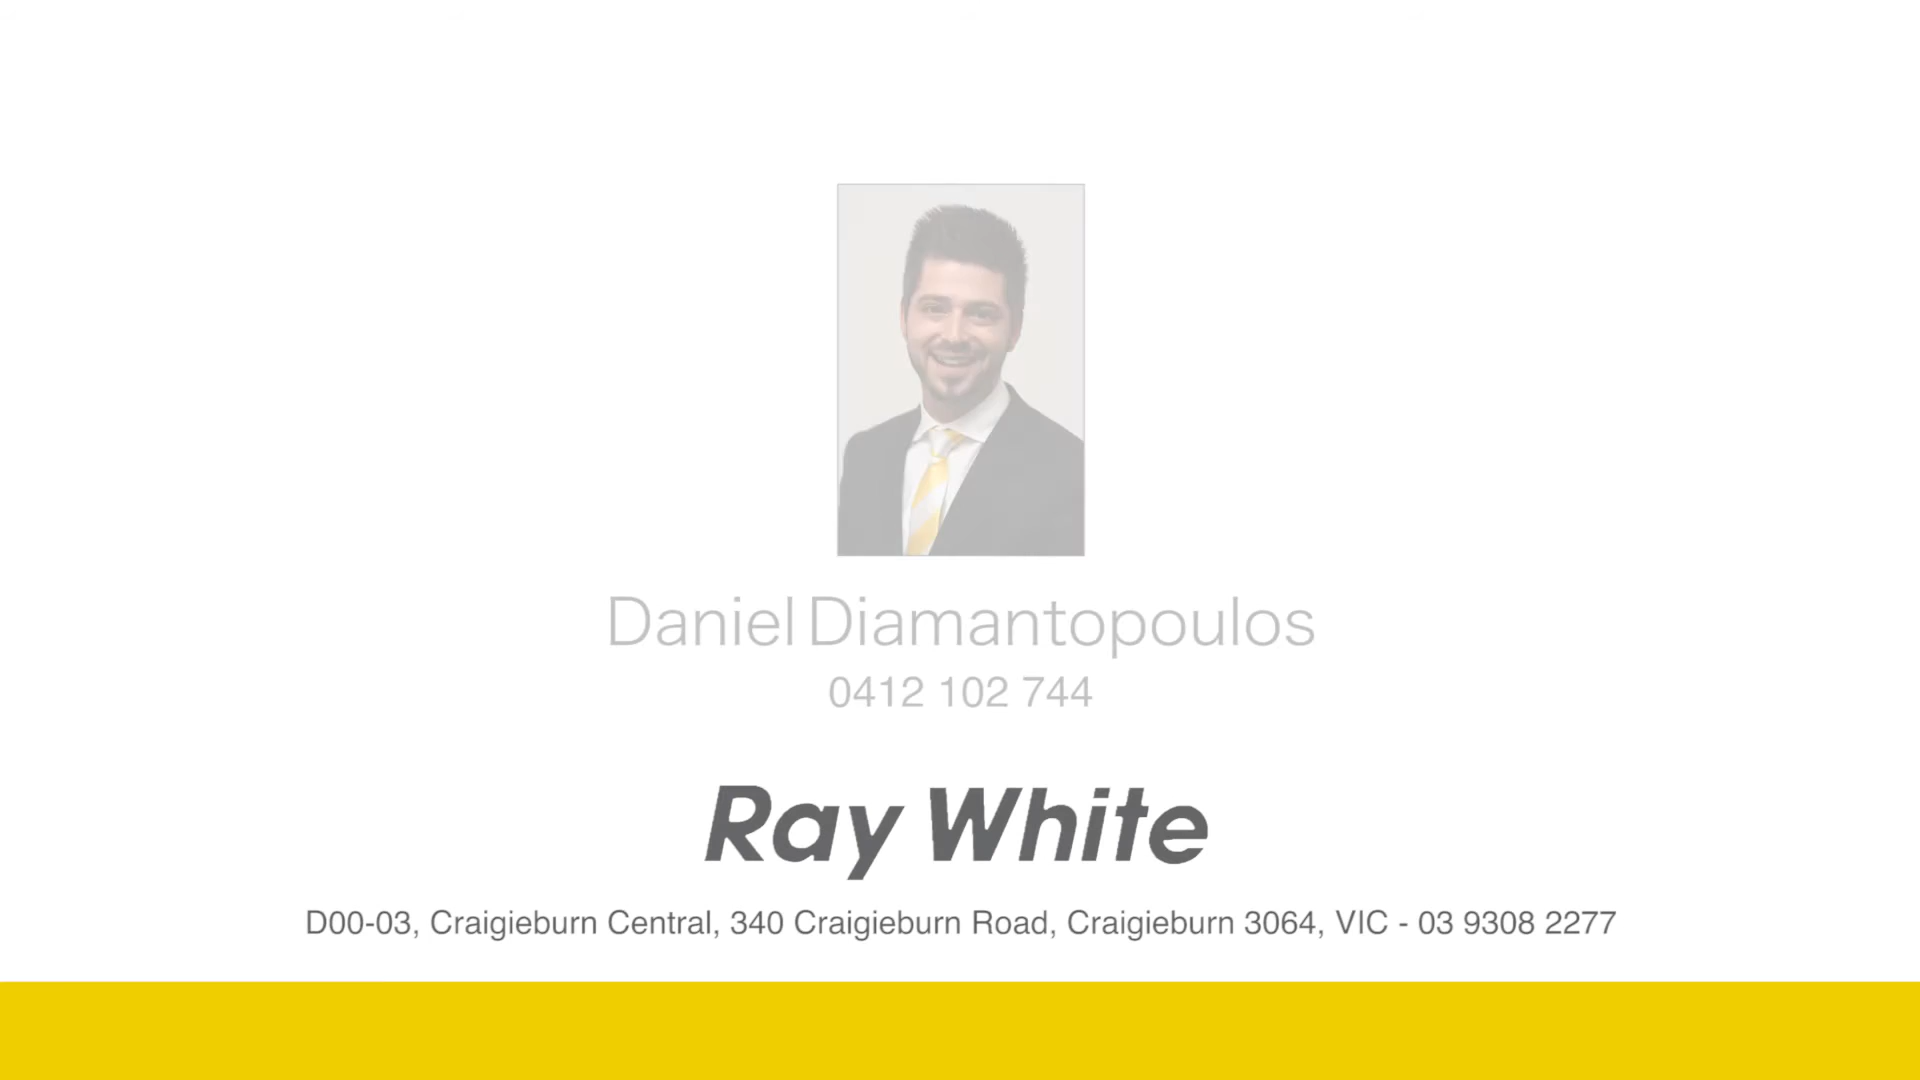 Daniel Diamantopoulos
0412 102 744
Ray White
D00-03, Craigieburn Central, 340 Craigieburn Road, Craigieburn 3064, VIC - 03 9308 2277